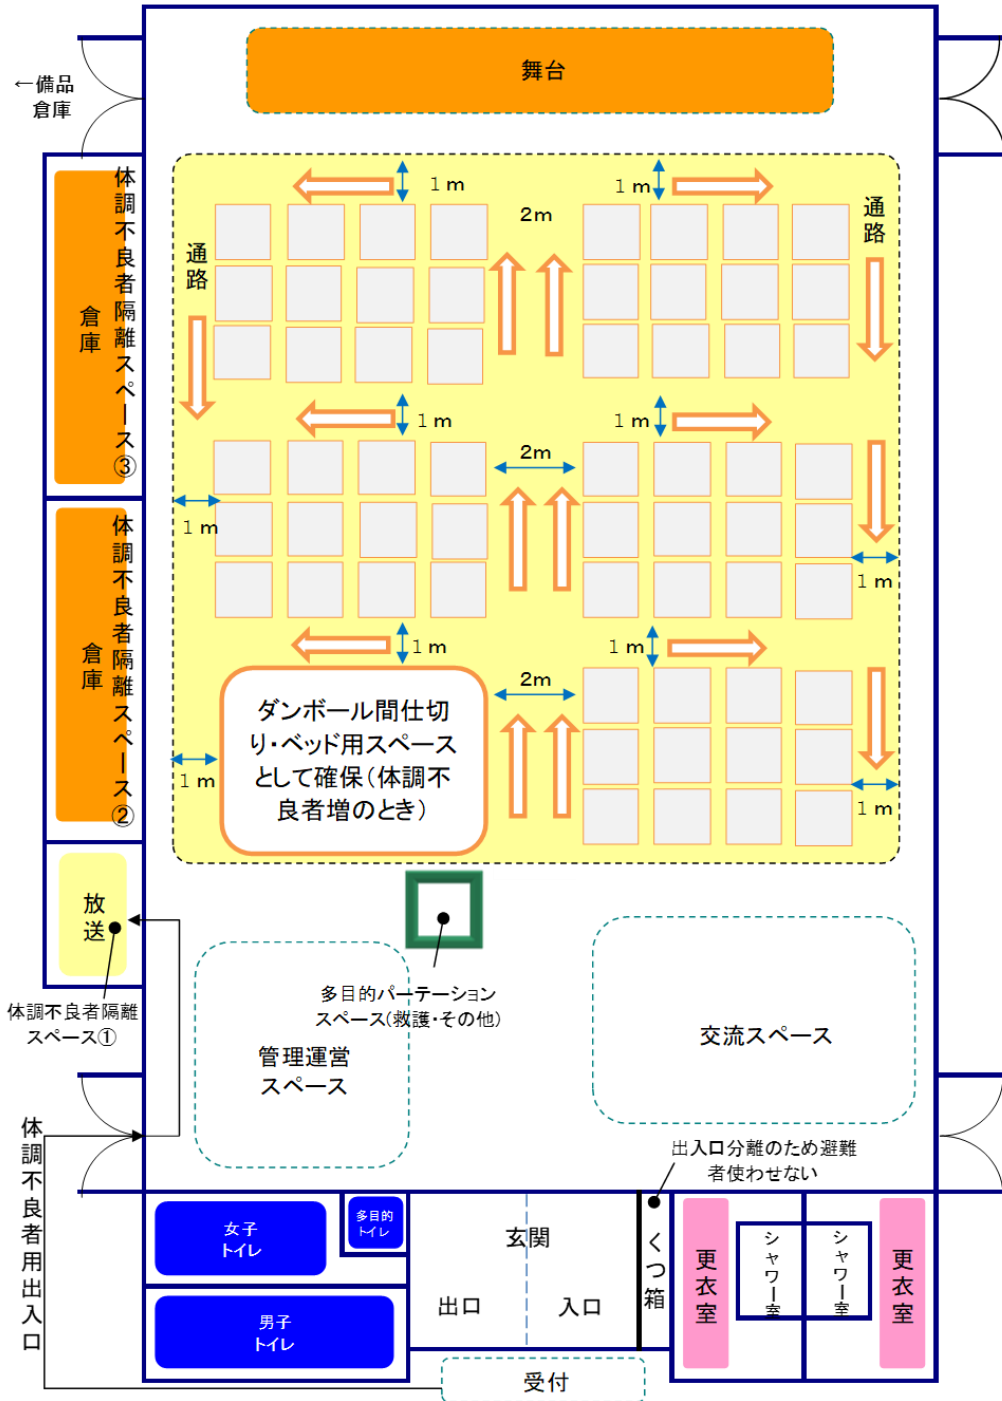 舞台
←備品
倉庫
体調不良者隔離スペース③
倉庫
1ｍ
1ｍ
2ｍ
通路
通路
1ｍ
1ｍ
2ｍ
1ｍ
1ｍ
体調不良者隔離スペース②
倉庫
1ｍ
1ｍ
2ｍ
1ｍ
1ｍ
ダンボール間仕切
り・ベッド用スペース
として確保（体調不
良者増のとき）
放送
体調不良者隔離
スペース①
多目的パーテーション
スペース(救護・その他)
管理運営
スペース
交流スペース
体調不良者用出入口
出入口分離のため避難
者使わせない
女子
トイレ
多目的
トイレ
男子
トイレ
玄関
出口
入口
くつ箱
更衣室
シャワー室
シャワー室
更衣室
受付